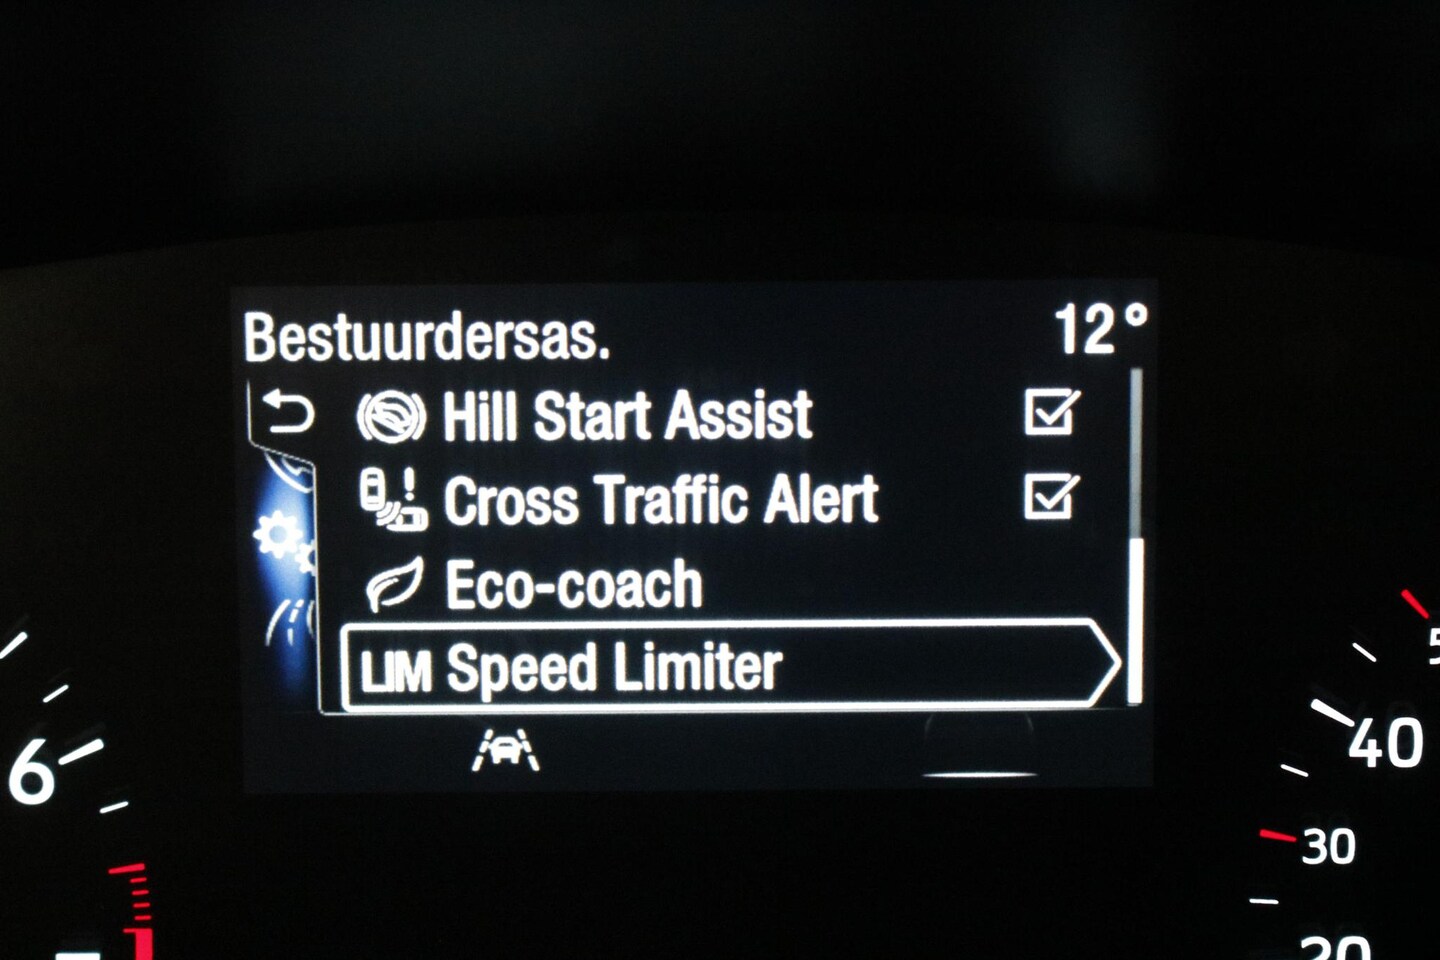 Bestuurdersas. 12°
Hill Start Assist
Cross Traffic Alert
Eco-coach
LIM Speed Limiter
6
40
30